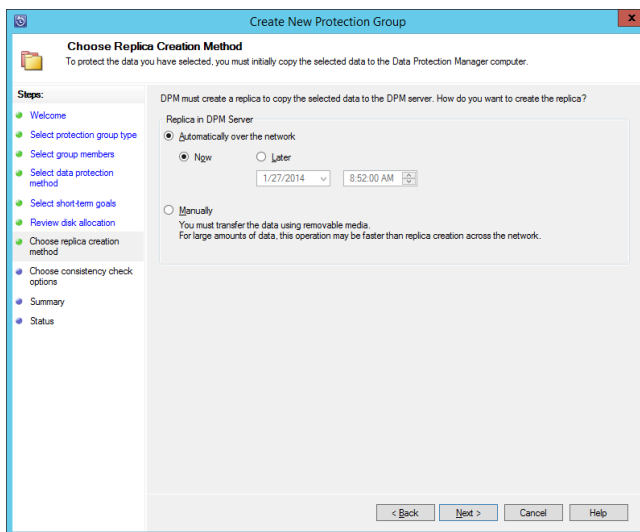 Create New Protection Group
x
Choose Replica Creation Method
To protect the data you have selected, you must initially copy the selected data to the Data Protection Manager computer.
Steps:
Welcome
Select protection group type
Select group members
Select data protection
method
Select short-term goals
Review disk allocation
Choose replica creation
method
Choose consistency check
options
Summary
Status
DPM must create a replica to copy the selected data to the DPM server. How do you want to create the replica?
Replica in DPM Server
Automatically over the network
Now
Later
1/27/2014
8:52:00 AM
Manually
You must transfer the data using removable media.
For large amounts of data, this operation may be faster than replica creation across the network.
< Back
Next >
Cancel
Help